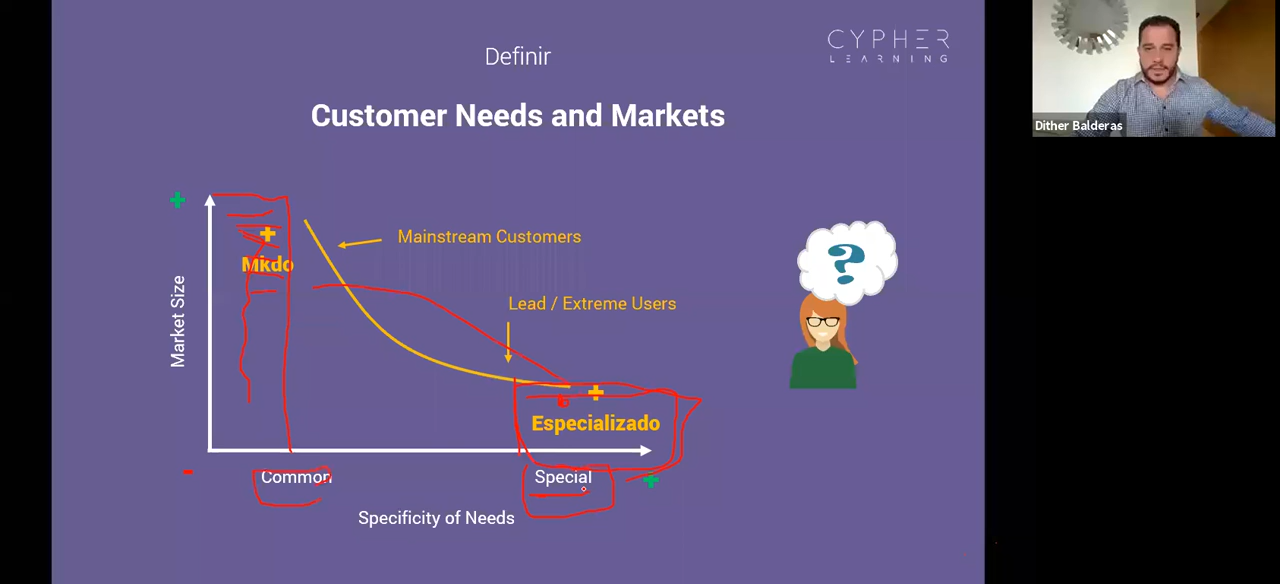 Definir
CYPHER
LEARNING
Customer Needs and Markets
Dither Balderas
+
+
Mkdo
Mainstream Customers
Market Size
Lead / Extreme Users
?
+
Especializado
-
Common
Special
+
Specificity of Needs